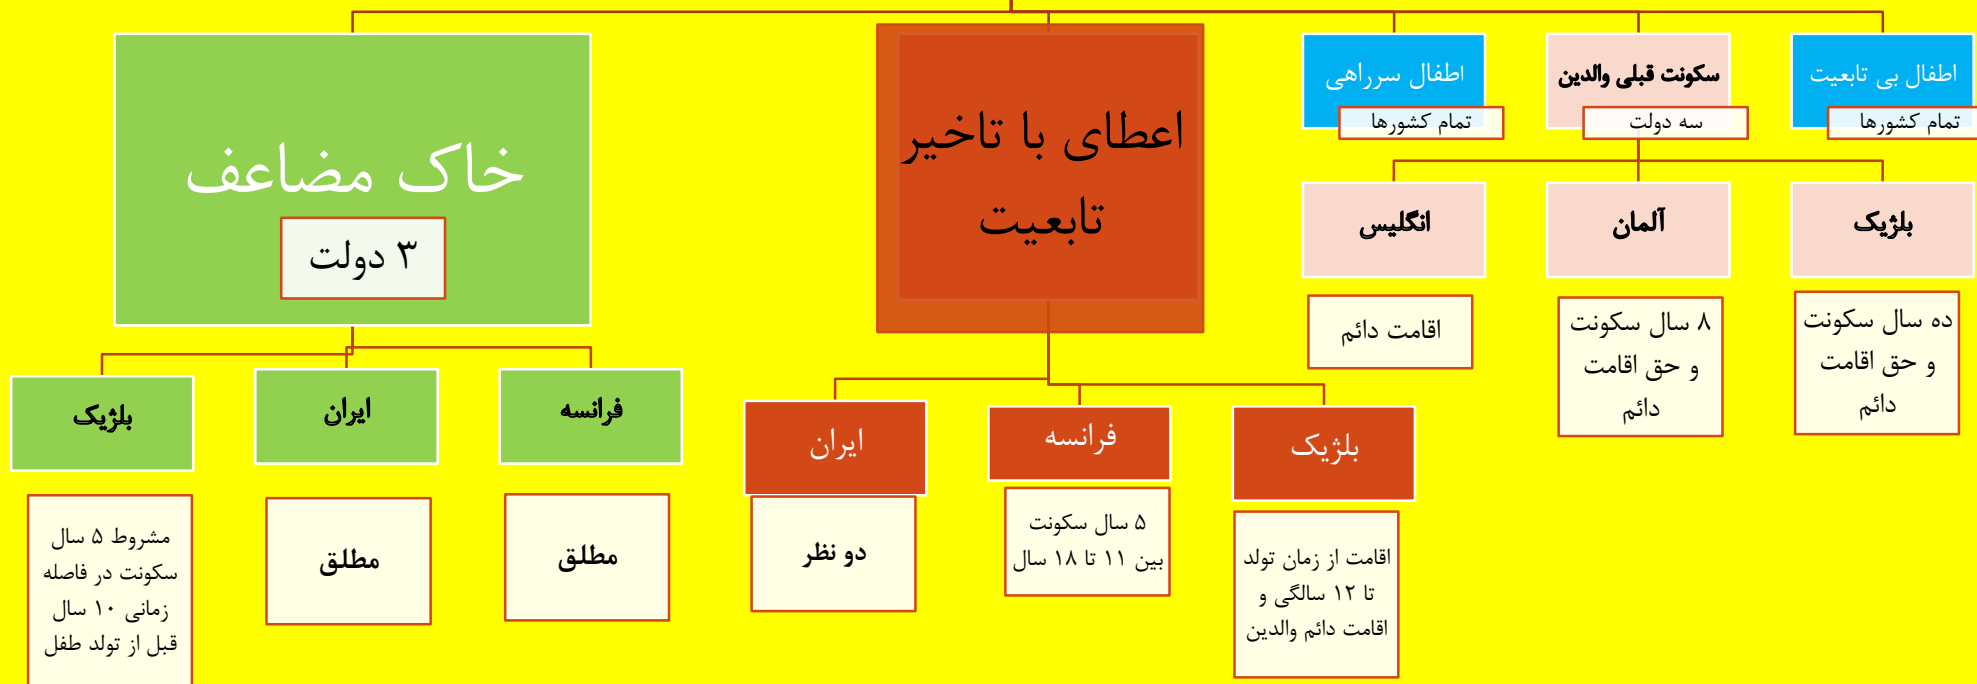 اطفال بی تابعیت
تمام کشورها
سکونت قبلی والدین
سه دولت
اطفال سرراهی
تمام کشورها
بلژیک
ده سال سکونت
و حق اقامت
دائم
آلمان
۸ سال سکونت
و حق اقامت
دائم
انگلیس
اقامت دائم
اعطای با تاخیر
تابعیت
بلژیک
اقامت از زمان تولد
تا ۱۲ سالگی و
اقامت دائم والدین
فرانسه
۵ سال سکونت
بین ۱۱ تا ۱۸ سال
ایران
دو نظر
خاک مضاعف
۳ دولت
فرانسه
مطلق
ایران
مطلق
بلژیک
مشروط ۵ سال
سکونت در فاصله
زمانی ۱۰ سال
قبل از تولد طفل